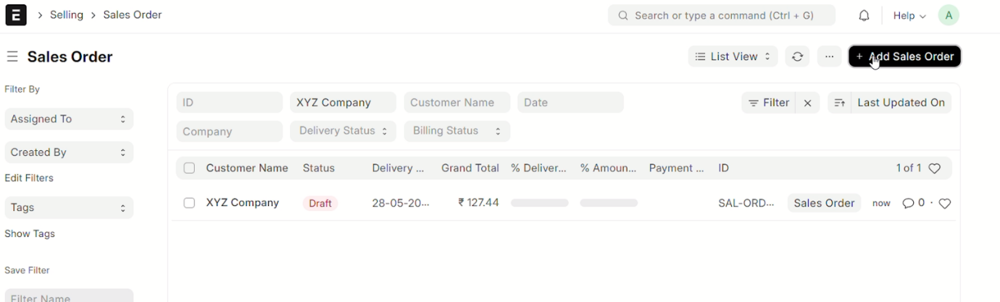 E > Selling > Sales Order Search or type a command (Ctrl + G) Help A
Sales Order List View ... + Add Sales Order
Filter By
Assigned To
Created By
Edit Filters
Tags
Show Tags
Save Filter
Filter Name
ID XYZ Company Customer Name Date Filter × Last Updated On
Company Delivery Status Billing Status
Customer Name Status Delivery ... Grand Total % Deliver... % Amoun... Payment ... ID 1 of 1
XYZ Company Draft 28-05-20... ₹ 127.44 SAL-ORD... Sales Order now 0 ·